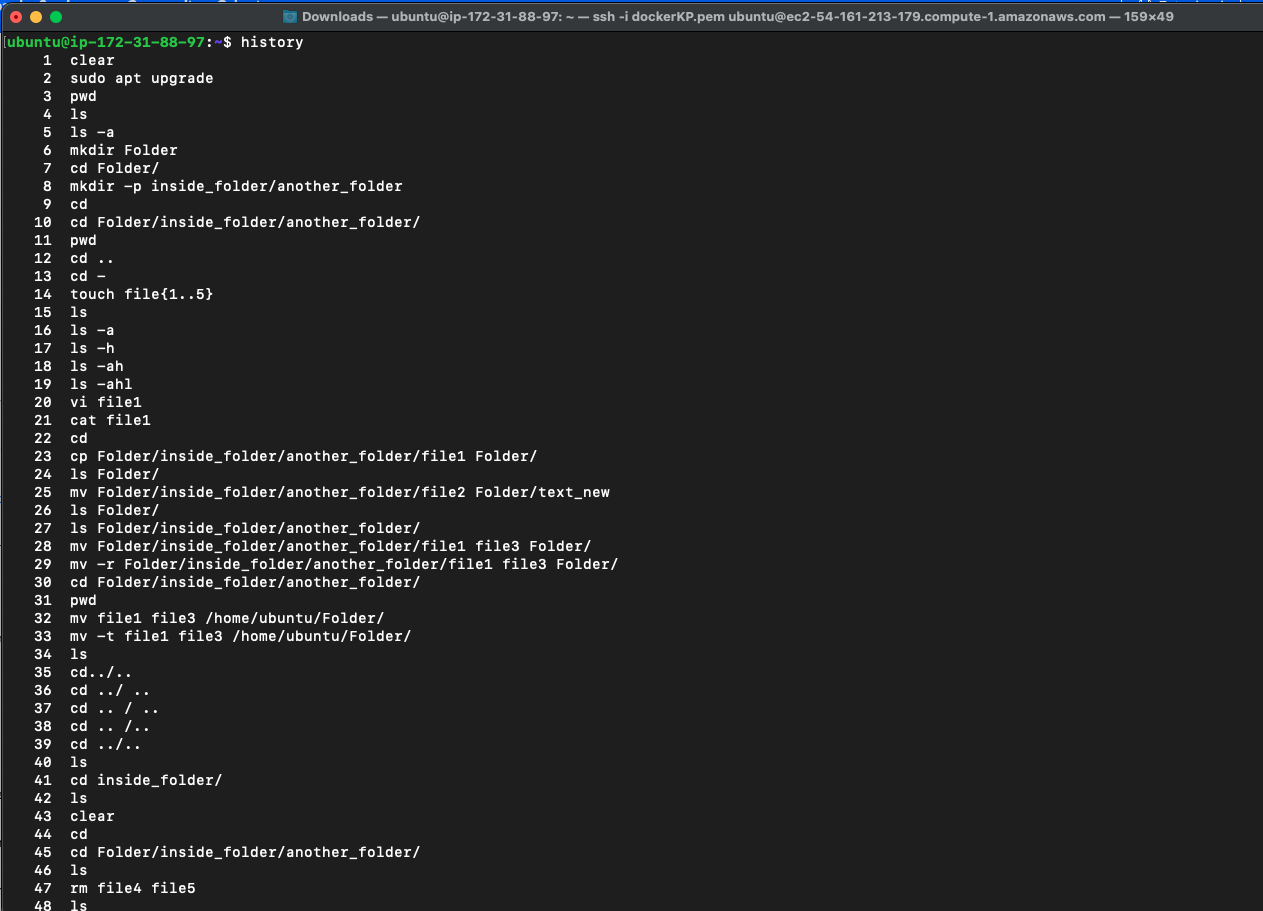 Downloads — ubuntu@ip-172-31-88-97: ~ — ssh -i dockerKP.pem ubuntu@ec2-54-161-213-179.compute-1.amazonaws.com — 159×49
[ubuntu@ip-172-31-88-97:~$ history
1 clear
2 sudo apt upgrade
3 pwd
4 ls
5 ls -a
6 mkdir Folder
7 cd Folder/
8 mkdir -p inside_folder/another_folder
9 cd
10 cd Folder/inside_folder/another_folder/
11 pwd
12 cd ..
13 cd -
14 touch file{1..5}
15 ls
16 ls -a
17 ls -h
18 ls -ah
19 ls -ahl
20 vi file1
21 cat file1
22 cd
23 cp Folder/inside_folder/another_folder/file1 Folder/
24 ls Folder/
25 mv Folder/inside_folder/another_folder/file2 Folder/text_new
26 ls Folder/
27 ls Folder/inside_folder/another_folder/
28 mv Folder/inside_folder/another_folder/file1 file3 Folder/
29 mv -r Folder/inside_folder/another_folder/file1 file3 Folder/
30 cd Folder/inside_folder/another_folder/
31 pwd
32 mv file1 file3 /home/ubuntu/Folder/
33 mv -t file1 file3 /home/ubuntu/Folder/
34 ls
35 cd../..
36 cd ../ ..
37 cd .. / ..
38 cd .. /..
39 cd ../..
40 ls
41 cd inside_folder/
42 ls
43 clear
44 cd
45 cd Folder/inside_folder/another_folder/
46 ls
47 rm file4 file5
48 ls